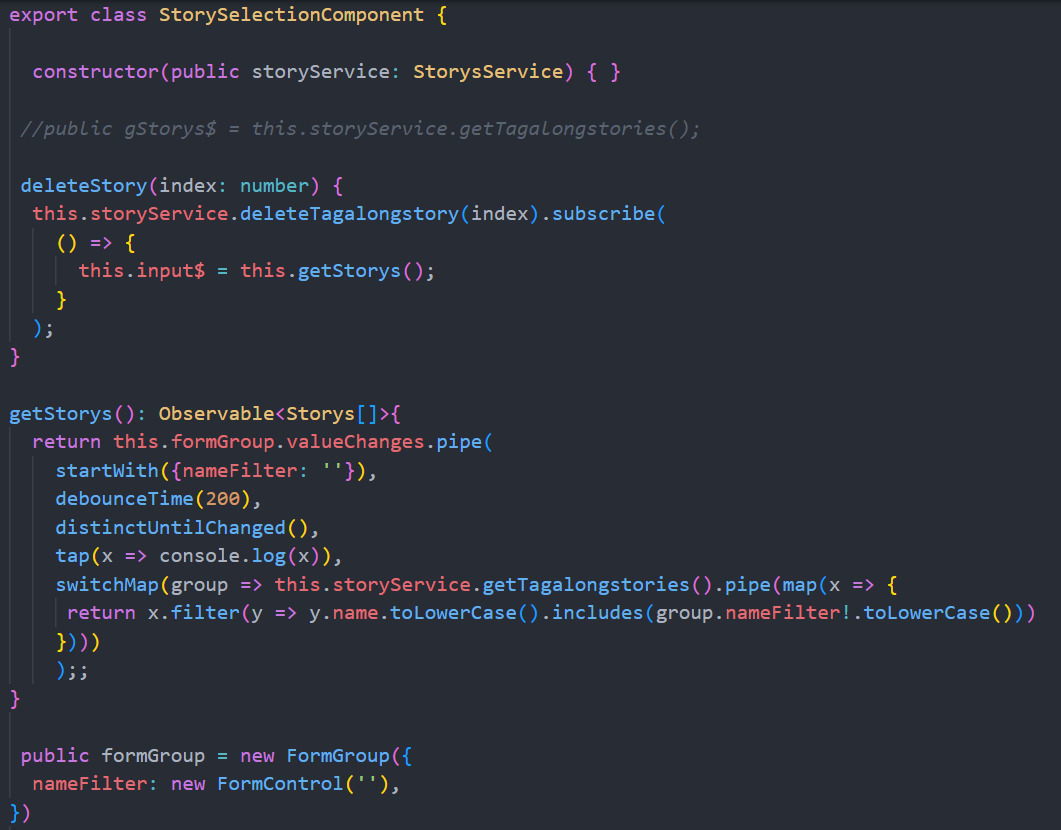 export class StorySelectionComponent {
constructor(public storyService: StorysService) { }
//public gStorys$ = this.storyService.getTagalongstories();
deleteStory(index: number) {
this.storyService.deleteTagalongstory(index).subscribe(
() => {
this.input$ = this.getStorys();
}
);
}
getStorys(): Observable<Storys[]>{
return this.formGroup.valueChanges.pipe(
startWith({nameFilter: ''}),
debounceTime(200),
distinctUntilChanged(),
tap(x => console.log(x)),
switchMap(group => this.storyService.getTagalongstories().pipe(map(x => {
return x.filter(y => y.name.toLowerCase().includes(group.nameFilter!.toLowerCase()))
})))
);;
}
public formGroup = new FormGroup({
nameFilter: new FormControl(''),
})